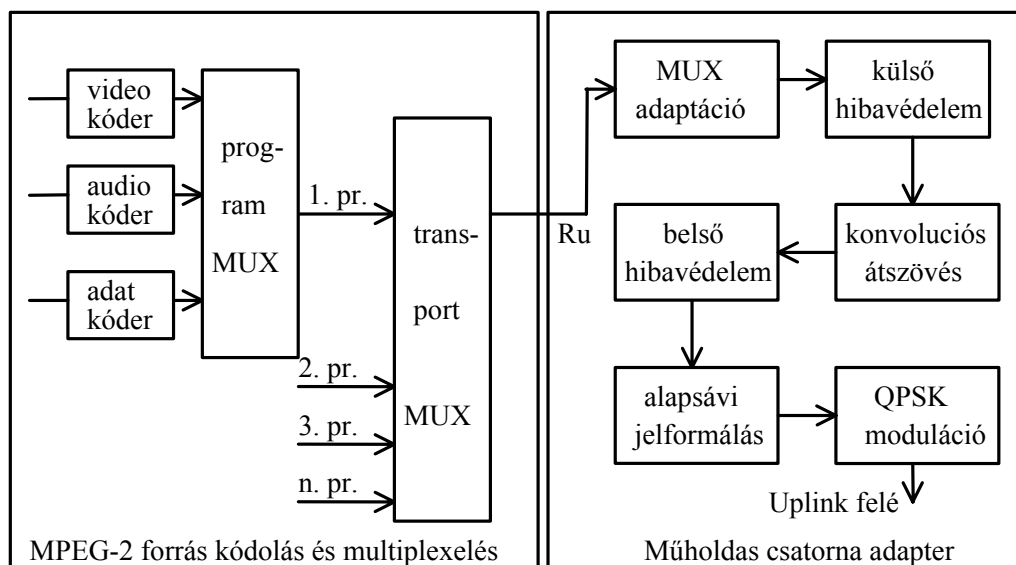 video
kóder
audio
kóder
adat
kóder
prog-
ram
MUX
1. pr.
2. pr.
3. pr.
n. pr.
trans-
port
MUX
MPEG-2 forrás kódolás és multiplexelés
Ru
MUX
adaptáció
külső
hibavédelem
belső
hibavédelem
konvoluciós
átszövés
alapsávi
jelformálás
QPSK
moduláció
Uplink felé
Műholdas csatorna adapter